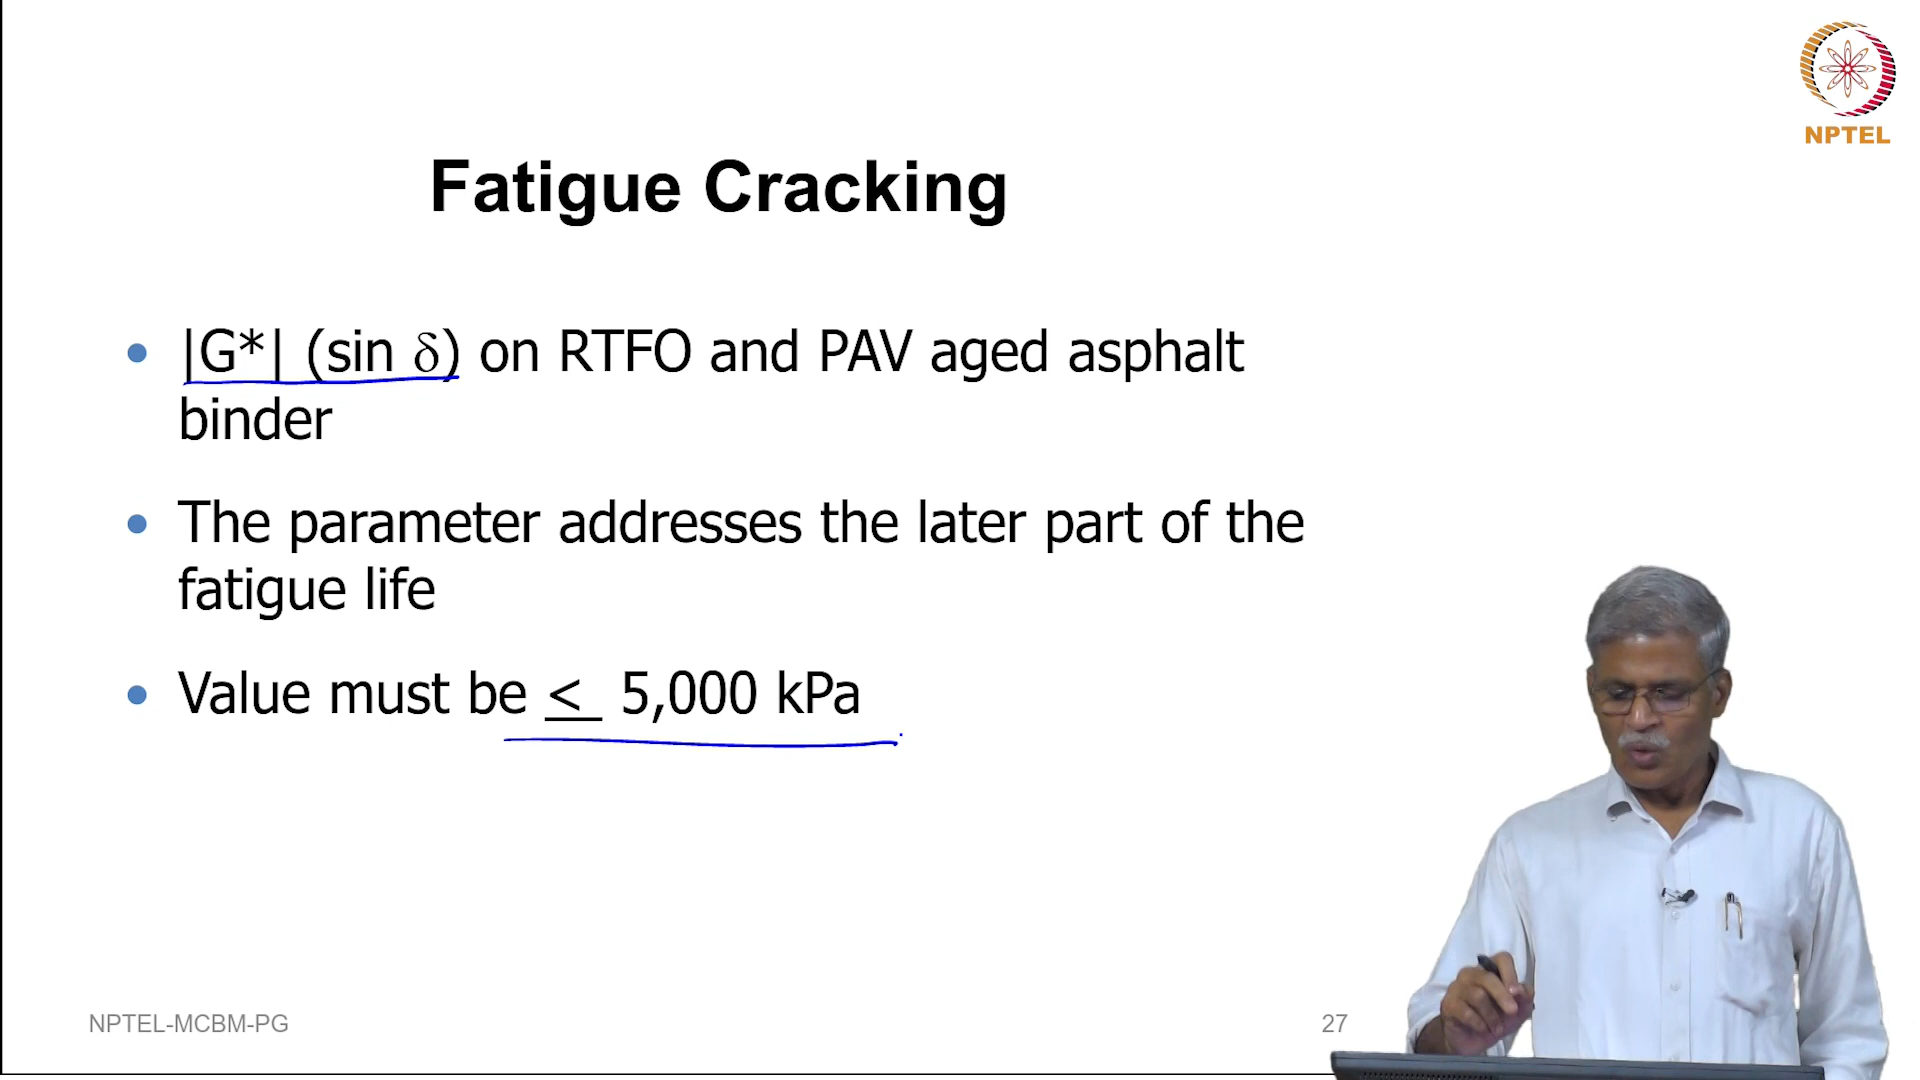 NPTEL
Fatigue Cracking
• |G*| (sin δ) on RTFO and PAV aged asphalt
binder
• The parameter addresses the later part of the
fatigue life
• Value must be < 5,000 kPa
NPTEL-MCBM-PG
27